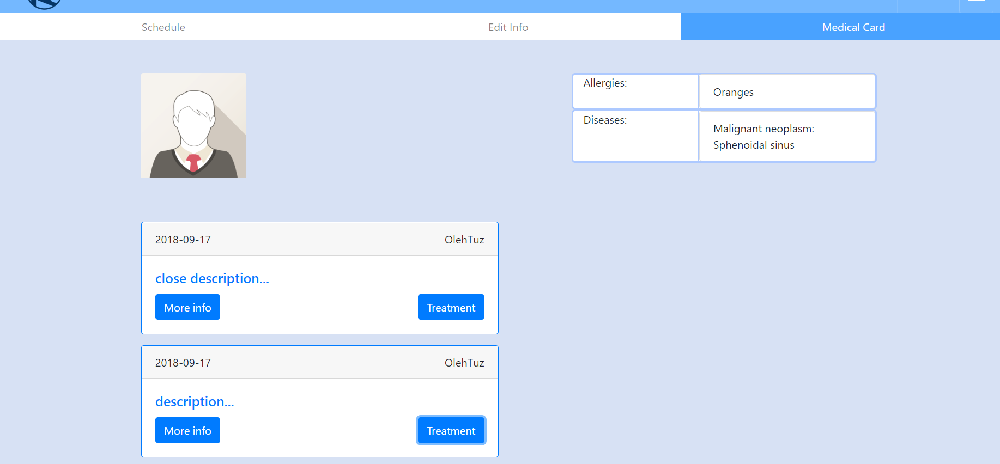 Schedule
Edit Info
Medical Card
Allergies:
Oranges
Diseases:
Malignant neoplasm:
Sphenoidal sinus
2018-09-17
OlehTuz
close description...
More info
Treatment
2018-09-17
OlehTuz
description...
More info
Treatment